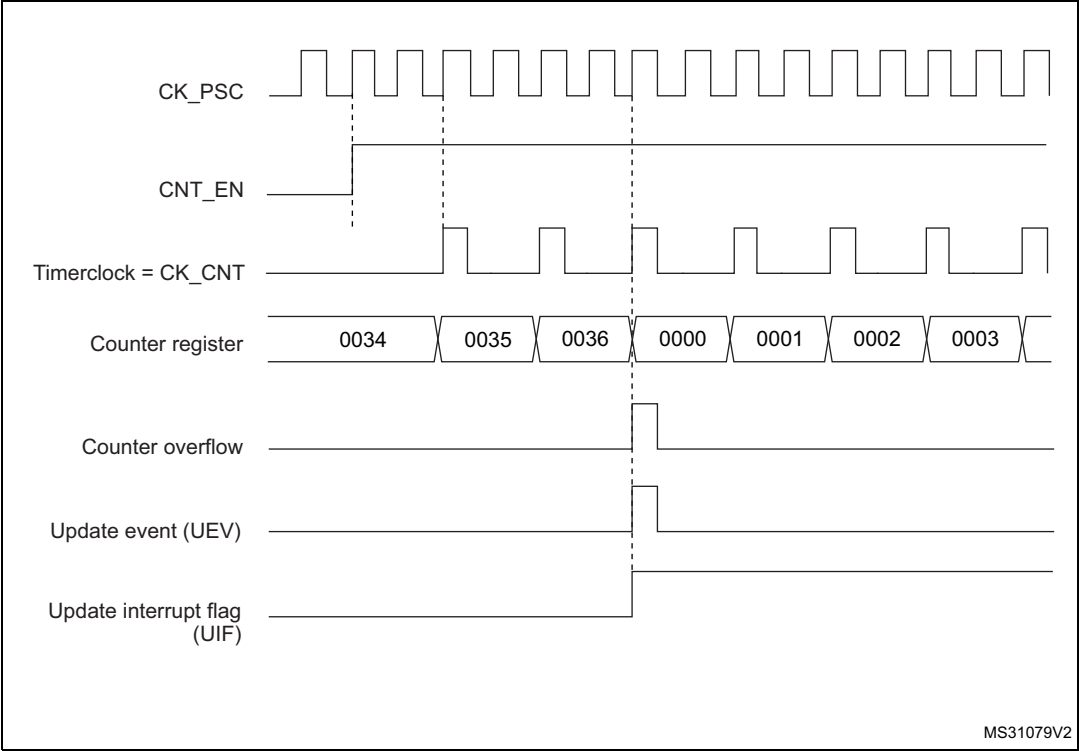 CK_PSC
CNT_EN
Timerclock = CK_CNT
Counter register
0034 0035 0036 0000 0001 0002 0003
Counter overflow
Update event (UEV)
Update interrupt flag
(UIF)
MS31079V2